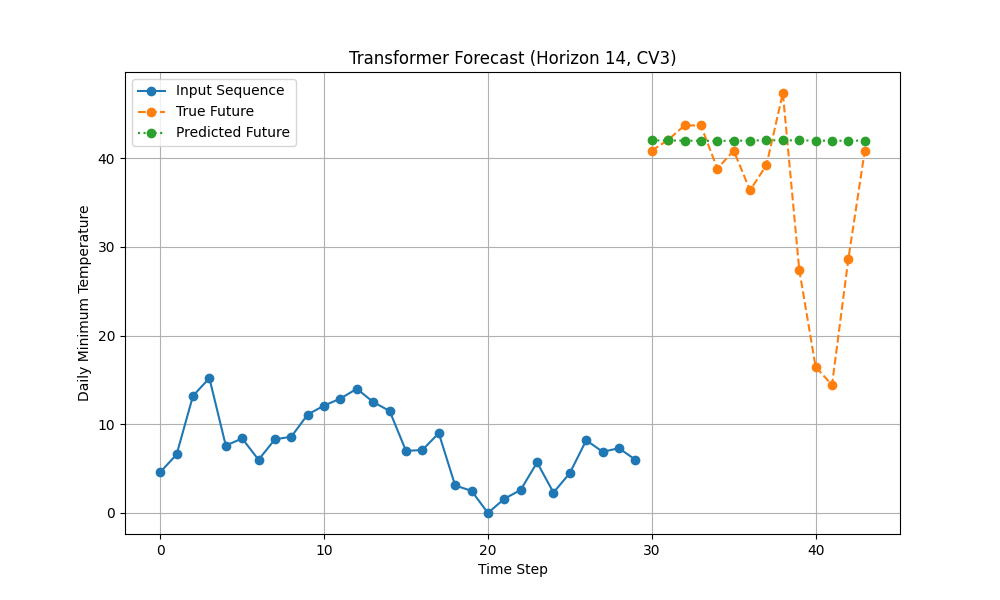 Transformer Forecast (Horizon 14, CV3)
Input Sequence
True Future
Predicted Future
Daily Minimum Temperature
40
30
20
10
0
0 10 20 30 40
Time Step